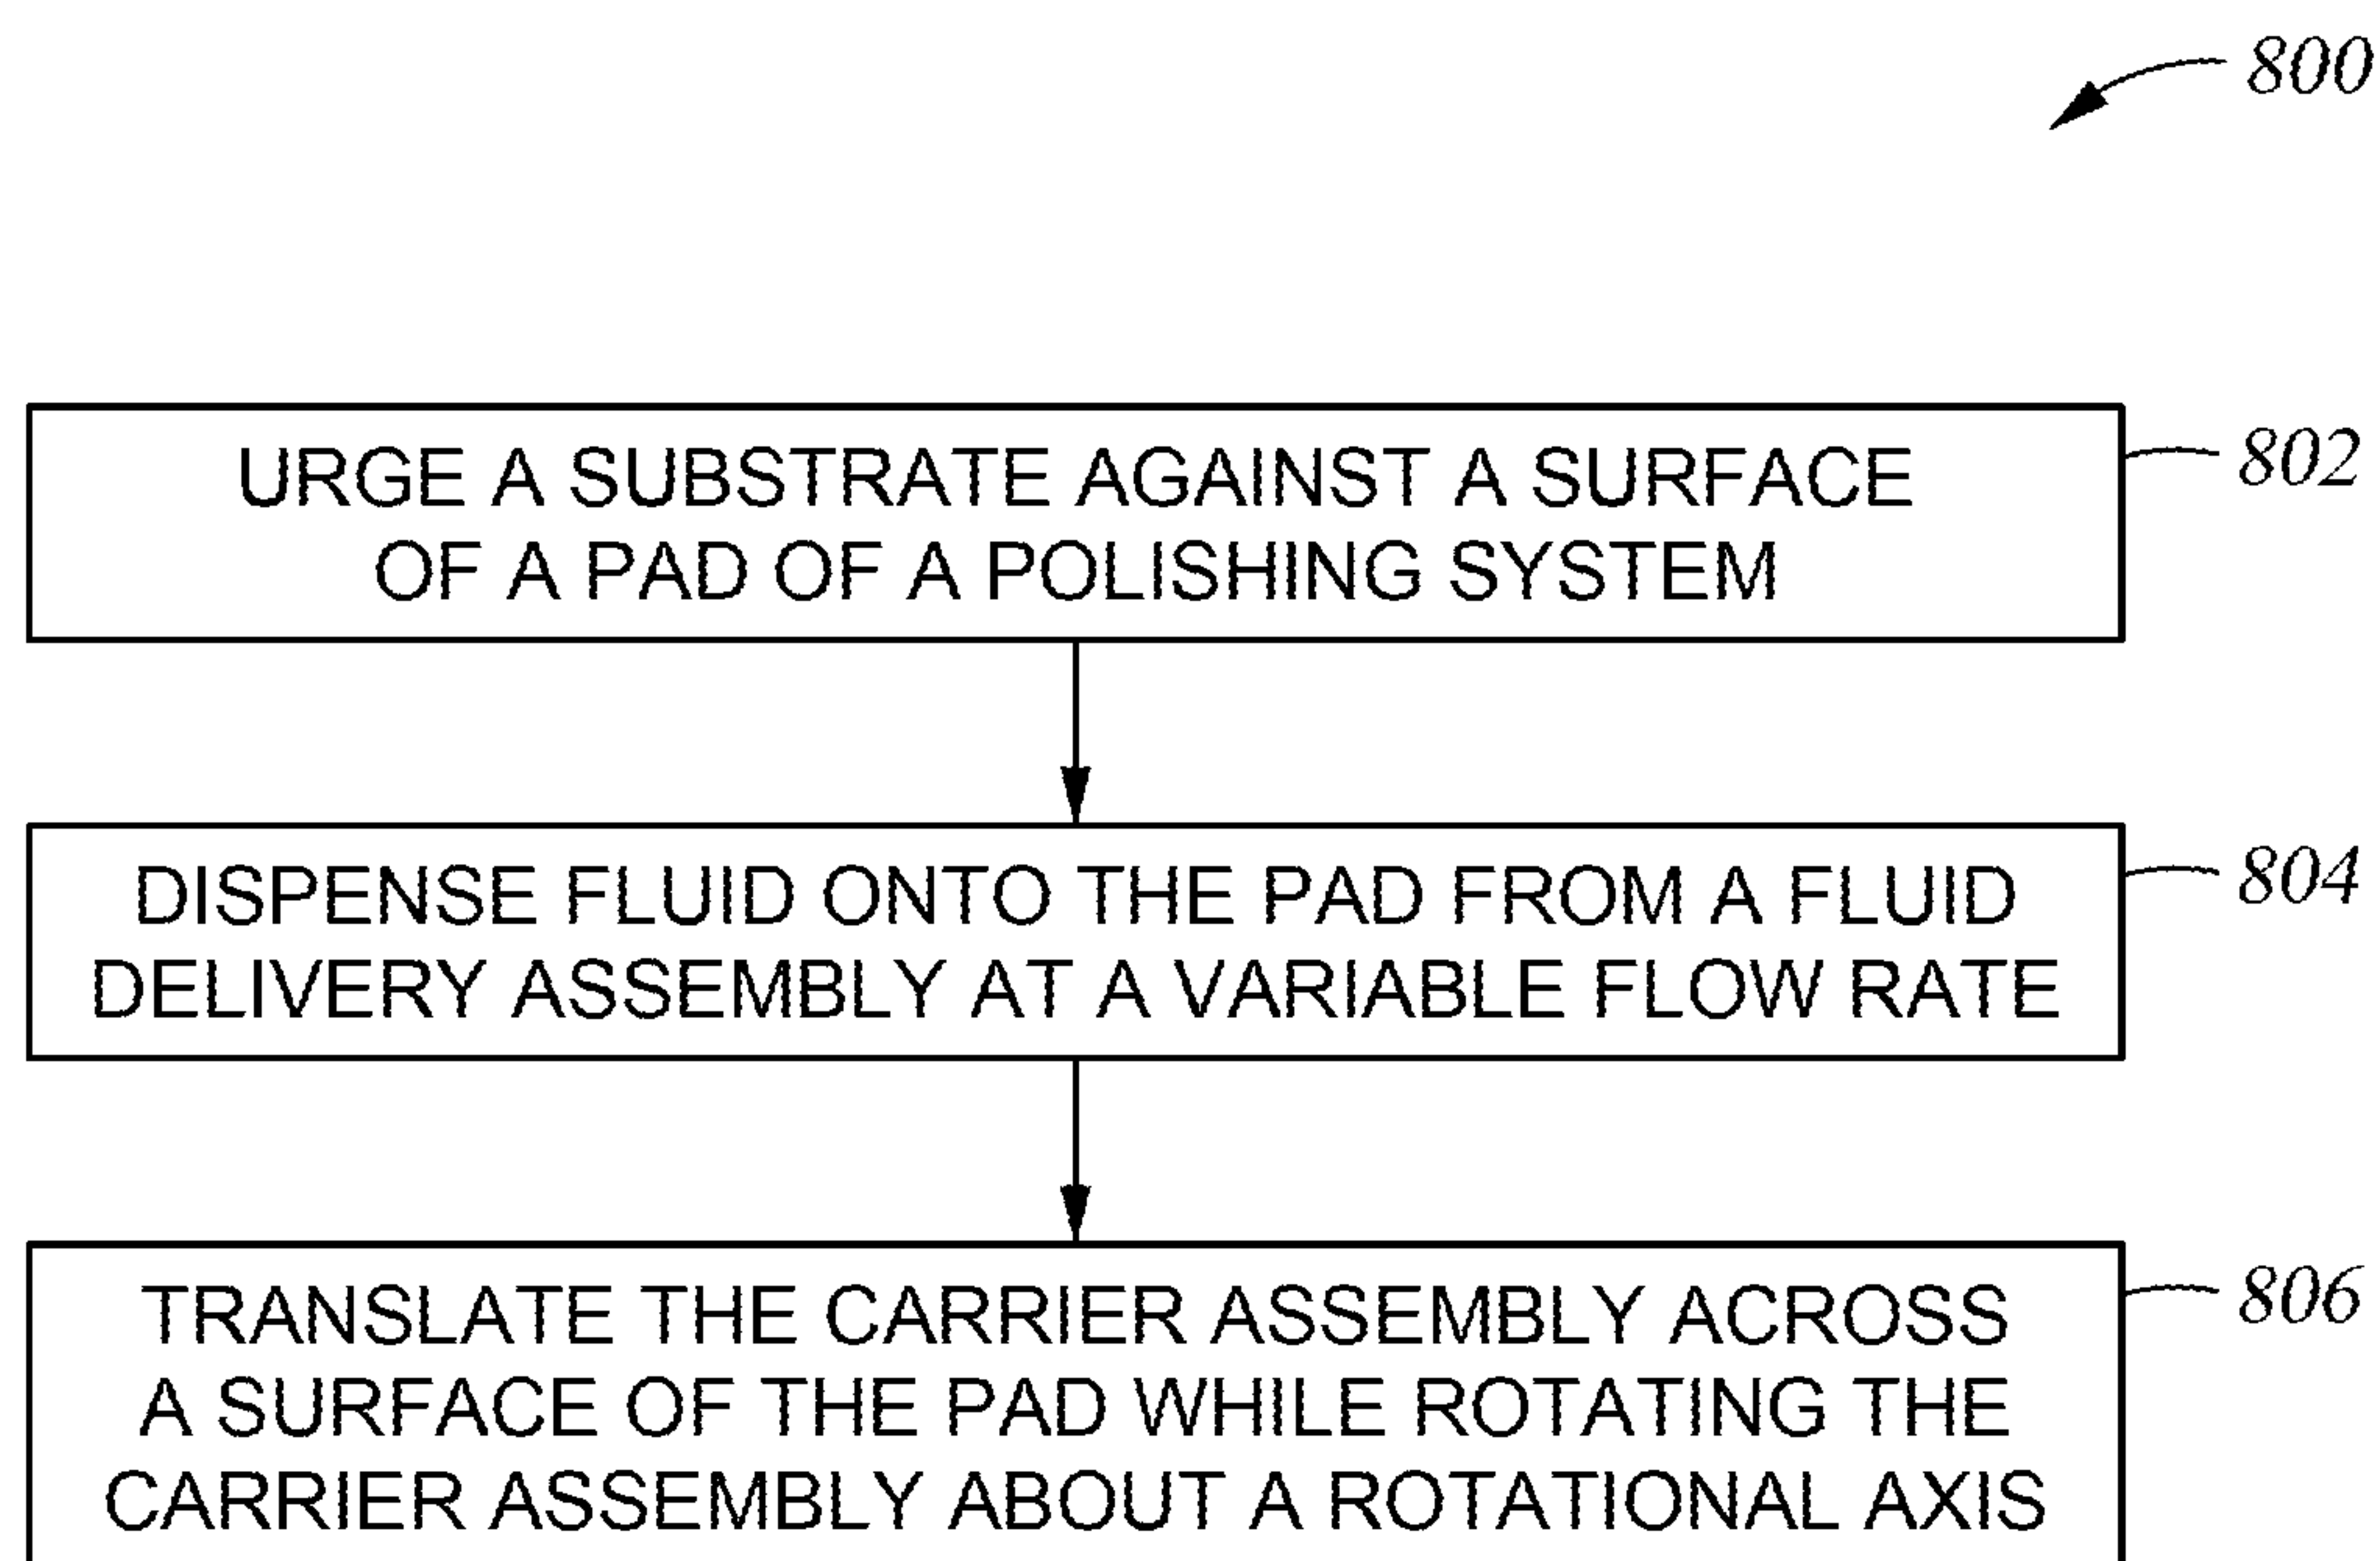 800
URGE A SUBSTRATE AGAINST A SURFACE
OF A PAD OF A POLISHING SYSTEM
802
DISPENSE FLUID ONTO THE PAD FROM A FLUID
DELIVERY ASSEMBLY AT A VARIABLE FLOW RATE
804
TRANSLATE THE CARRIER ASSEMBLY ACROSS
A SURFACE OF THE PAD WHILE ROTATING THE
CARRIER ASSEMBLY ABOUT A ROTATIONAL AXIS
806